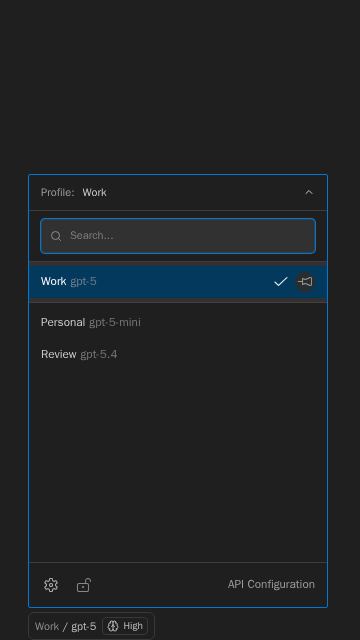 Profile: Work
Search...
Work gpt-5
Personal gpt-5-mini
Review gpt-5.4
API Configuration
Work / gpt-5 High